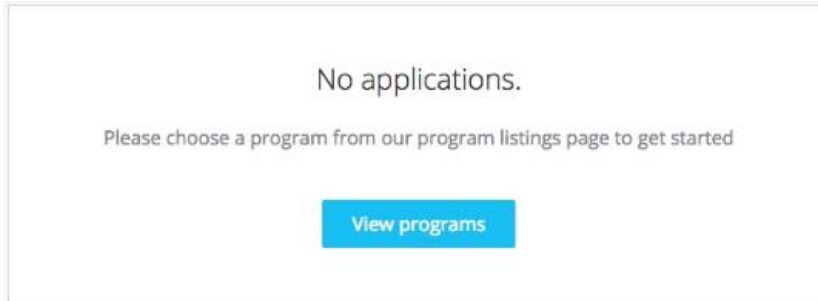 No applications.
Please choose a program from our program listings page to get started
View programs